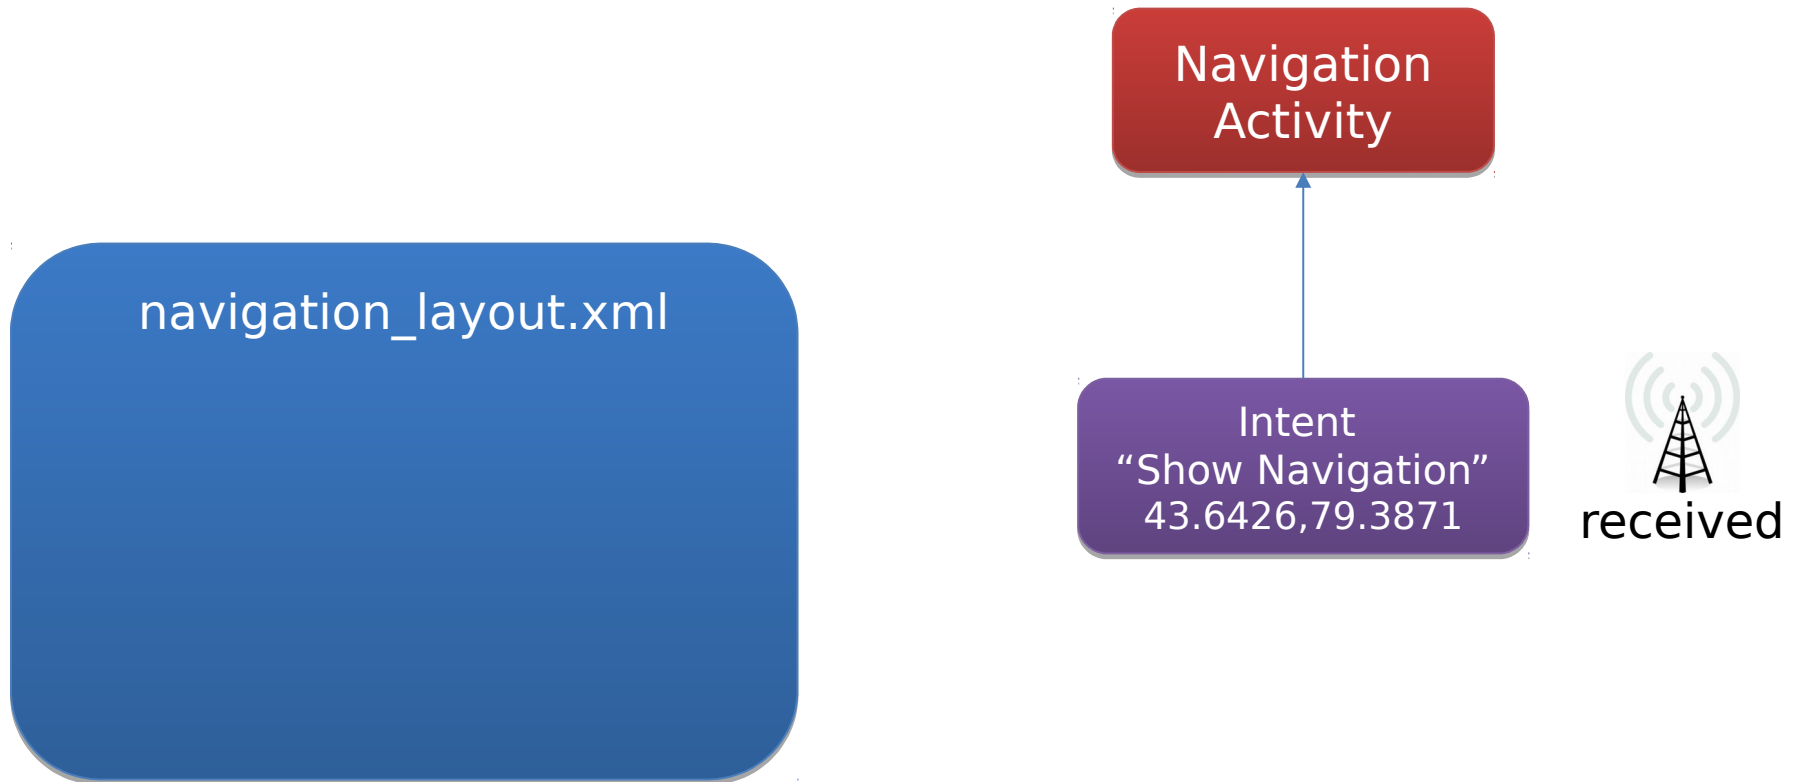 Navigation
Activity
navigation_layout.xml
Intent
“Show Navigation”
43.6426,79.3871
received